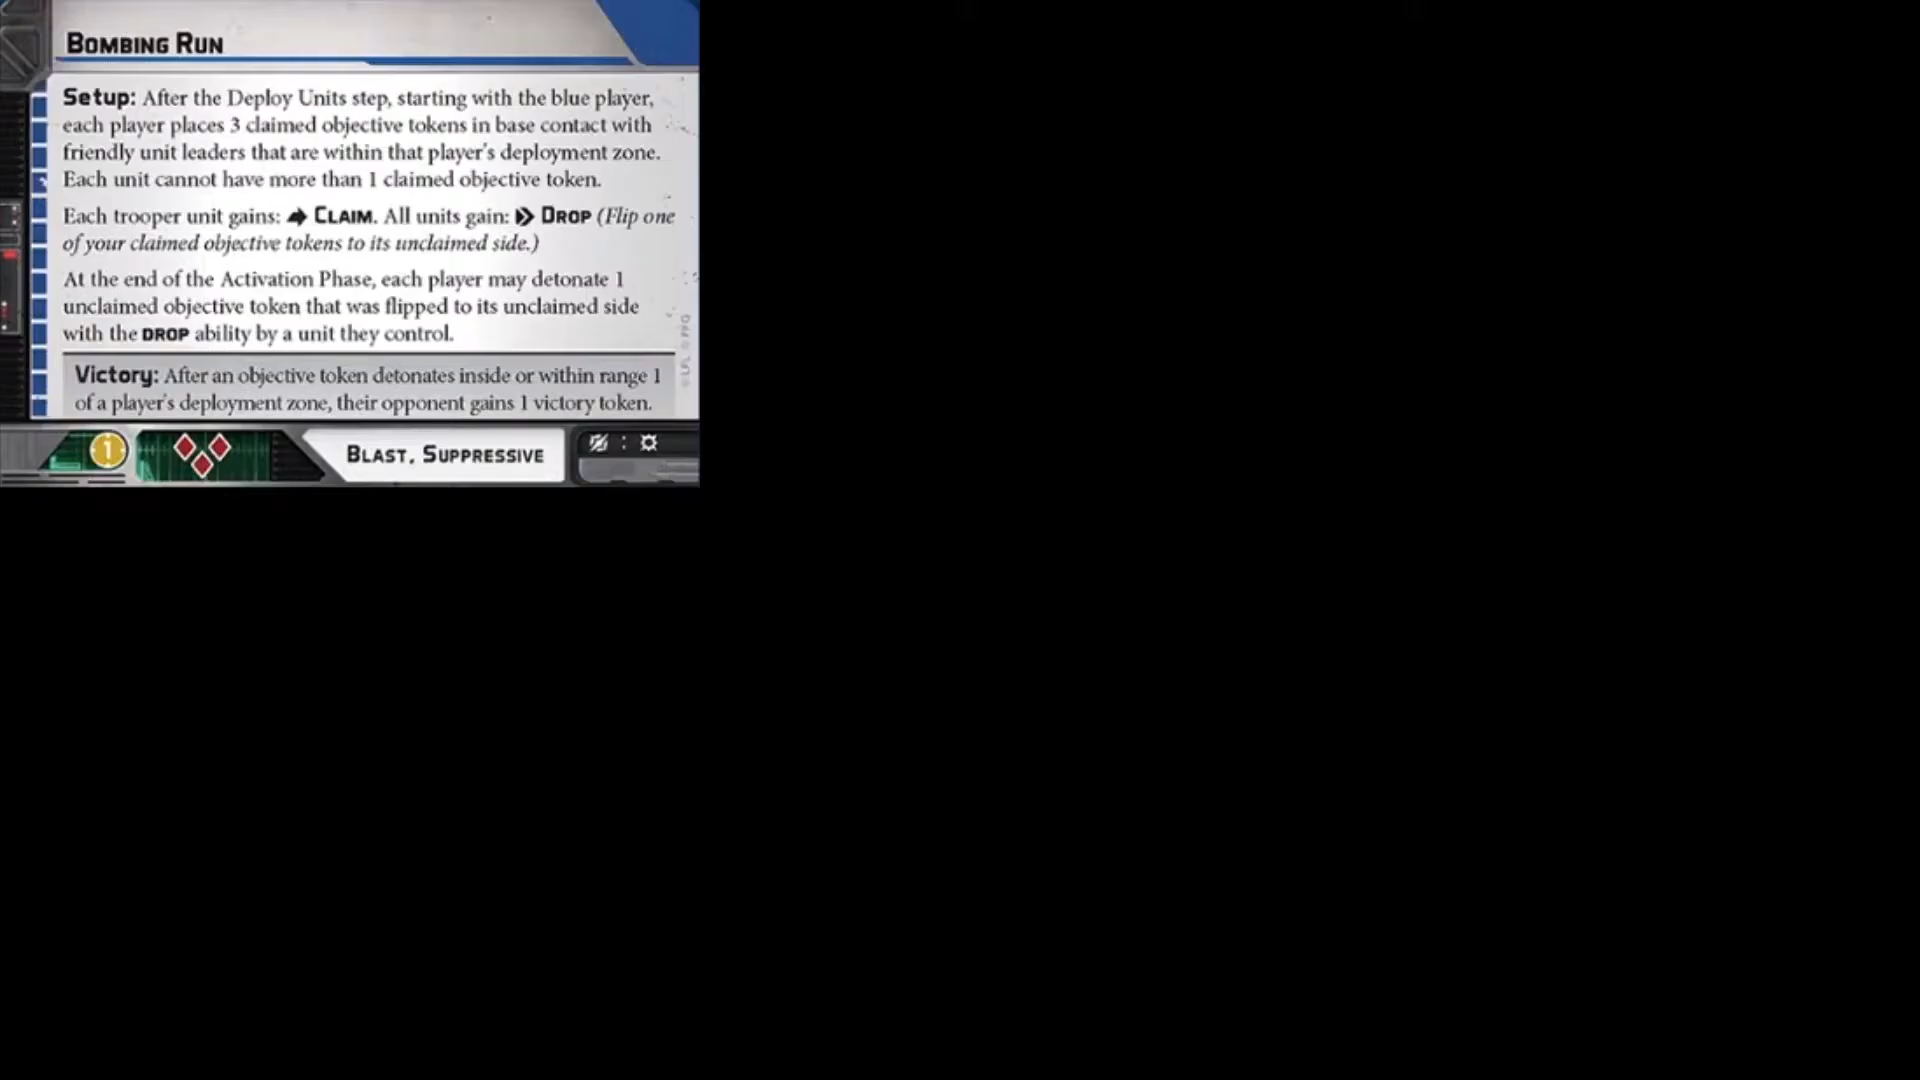 BOMBING RUN
Setup: After the Deploy Units step, starting with the blue player,
each player places 3 claimed objective tokens in base contact with
friendly unit leaders that are within that player's deployment zone.
Each unit cannot have more than 1 claimed objective token.
Each trooper unit gains: CLAIM. All units gain: DROP (Flip one
of your claimed objective tokens to its unclaimed side.)
At the end of the Activation Phase, each player may detonate 1
unclaimed objective token that was flipped to its unclaimed side
with the DROP ability by a unit they control.
Victory: After an objective token detonates inside or within range 1
of a player's deployment zone, their opponent gains 1 victory token.
©LFL ©FFG
1
BLAST, SUPPRESSIVE
: